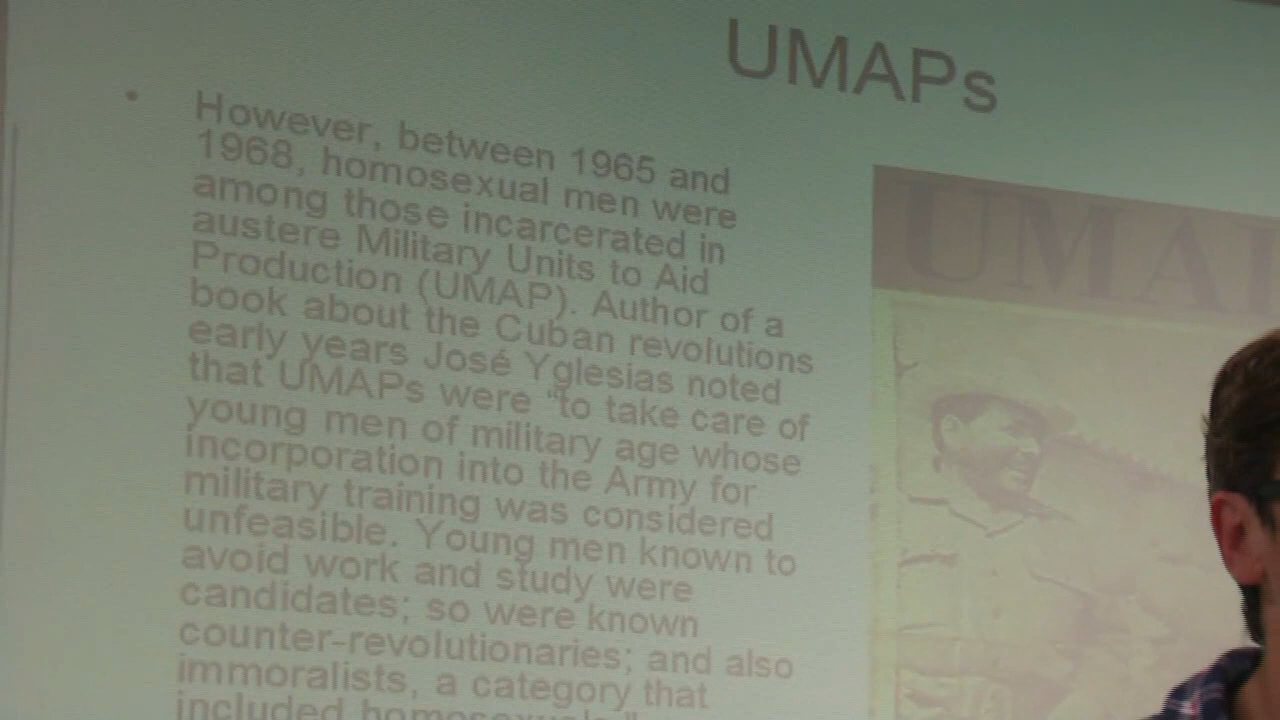 UMAPs
• However, between 1965 and
1968, homosexual men were
among those incarcerated in
austere Military Units to Aid
Production (UMAP). Author of a
book about the Cuban revolutions
early years José Yglesias noted
that UMAPs were "to take care of
young men of military age whose
incorporation into the Army for
military training was considered
unfeasible. Young men known to
avoid work and study were
candidates; so were known
counter-revolutionaries; and also
immoralists, a category that
included homosexuals."
UMAP